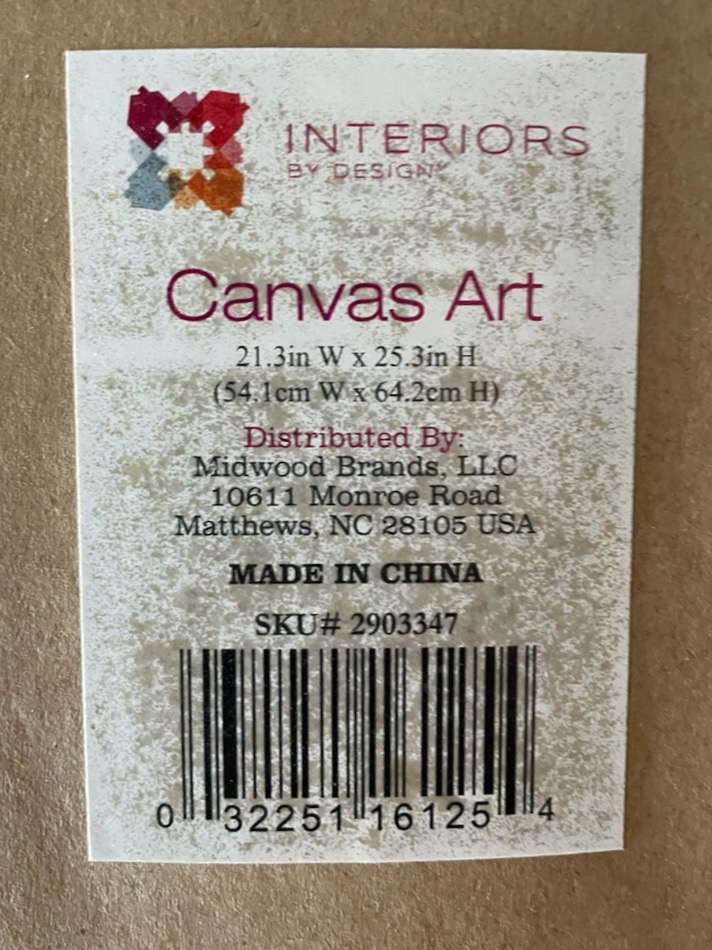 INTERIORS
BY DESIGN®
Canvas Art
21.3in W x 25.3in H
(54.1cm W x 64.2cm H)
Distributed By:
Midwood Brands, LLC
10611 Monroe Road
Matthews, NC 28105 USA
MADE IN CHINA
SKU# 2903347
0 32251 16125 4